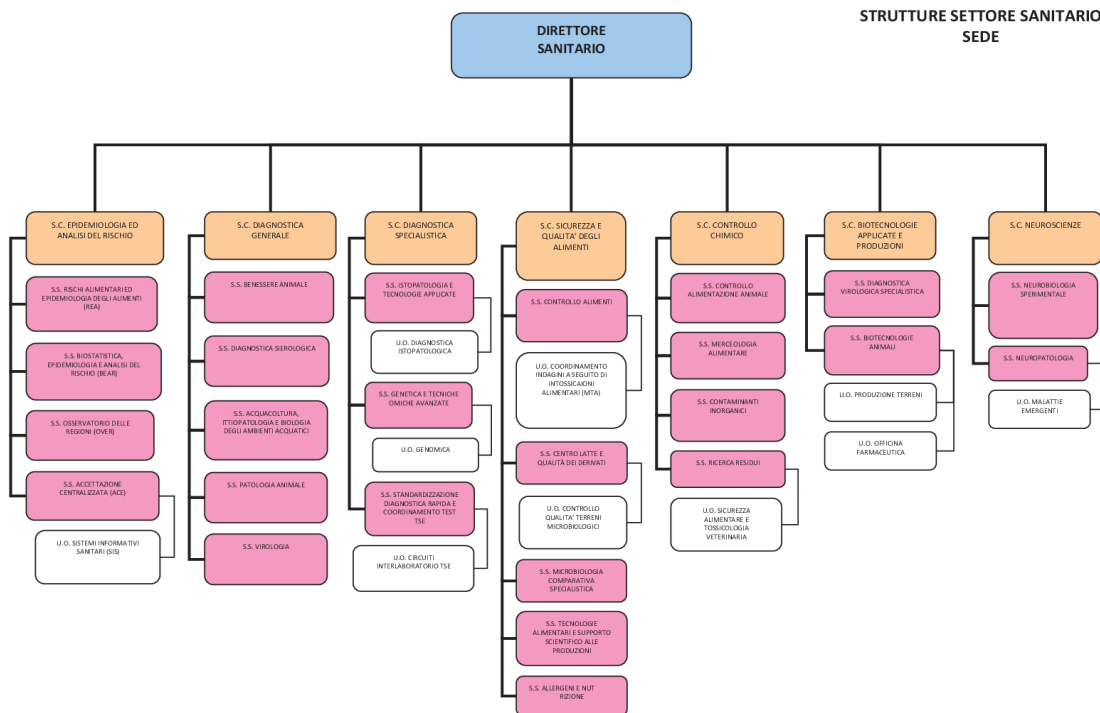 STRUTTURE SETTORE SANITARIO
SEDE
DIRETTORE
SANITARIO
S.C. EPIDEMIOLOGIA ED
ANALISI DEL RISCHIO
S.S. RISCHI ALIMENTARI ED
EPIDEMIOLOGIA DEGLI ALIMENTI
(REA)
S.S. BIOSTATISTICA,
EPIDEMIOLOGIA E ANALISI DEL
RISCHIO (BEAR)
S.S. OSSERVATORIO DELLE
REGIONI (OVER)
S.S. ACCETTAZIONE
CENTRALIZZATA (ACE)
U.O. SISTEMI INFORMATIVI
SANITARI (SIS)
S.C. DIAGNOSTICA
GENERALE
S.S. BENESSERE ANIMALE
S.S. DIAGNOSTICA SIEROLOGICA
S.S. ACQUACOLTURA,
ITTIOPATOLOGIA E BIOLOGIA
DEGLI AMBIENTI ACQUATICI
S.S. PATOLOGIA ANIMALE
S.S. VIROLOGIA
S.C. DIAGNOSTICA
SPECIALISTICA
S.S. ISTOPATOLOGIA E
TECNOLOGIE APPLICATE
U.O. DIAGNOSTICA
ISTOPATOLOGICA
S.S. GENETICA E TECNICHE
OMICHE AVANZATE
U.O. GENOMICA
S.S. STANDARDIZZAZIONE
DIAGNOSTICA RAPIDA E
COORDINAMENTO TEST
TSE
U.O. CIRCUITI
INTERLABORATORIO TSE
S.C. SICUREZZA E
QUALITA' DEGLI
ALIMENTI
S.S. CONTROLLO ALIMENTI
U.O. COORDINAMENTO
INDAGINI A SEGUITO DI
INTOSSICAIONI
ALIMENTARI (MTA)
S.S. CENTRO LATTE E
QUALITÀ DEI DERIVATI
U.O. CONTROLLO
QUALITA' TERRENI
MICROBIOLOGICI
S.S. MICROBIOLOGIA
COMPARATIVA
SPECIALISTICA
S.S. TECNOLOGIE
ALIMENTARI E SUPPORTO
SCIENTIFICO ALLE
PRODUZIONI
S.S. ALLERGENI E NUT
RIZIONE
S.C. CONTROLLO
CHIMICO
S.S. CONTROLLO
ALIMENTAZIONE ANIMALE
S.S. MERCEOLOGIA
ALIMENTARE
S.S. CONTAMINANTI
INORGANICI
S.S. RICERCA RESIDUI
U.O. SICUREZZA
ALIMENTARE E
TOSSICOLOGIA
VETERINARIA
S.C. BIOTECNOLOGIE
APPLICATE E
PRODUZIONI
S.S. DIAGNOSTICA
VIROLOGICA SPECIALISTICA
S.S. BIOTECNOLOGIE
ANIMALI
U.O. PRODUZIONE TERRENI
U.O. OFFICINA
FARMACEUTICA
S.C. NEUROSCIENZE
S.S. NEUROBIOLOGIA
SPERIMENTALE
S.S. NEUROPATOLOGIA
U.O. MALATTIE
EMERGENTI